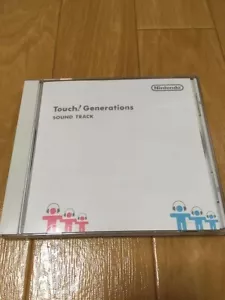 Nintendo
Touch! Generations
SOUND TRACK